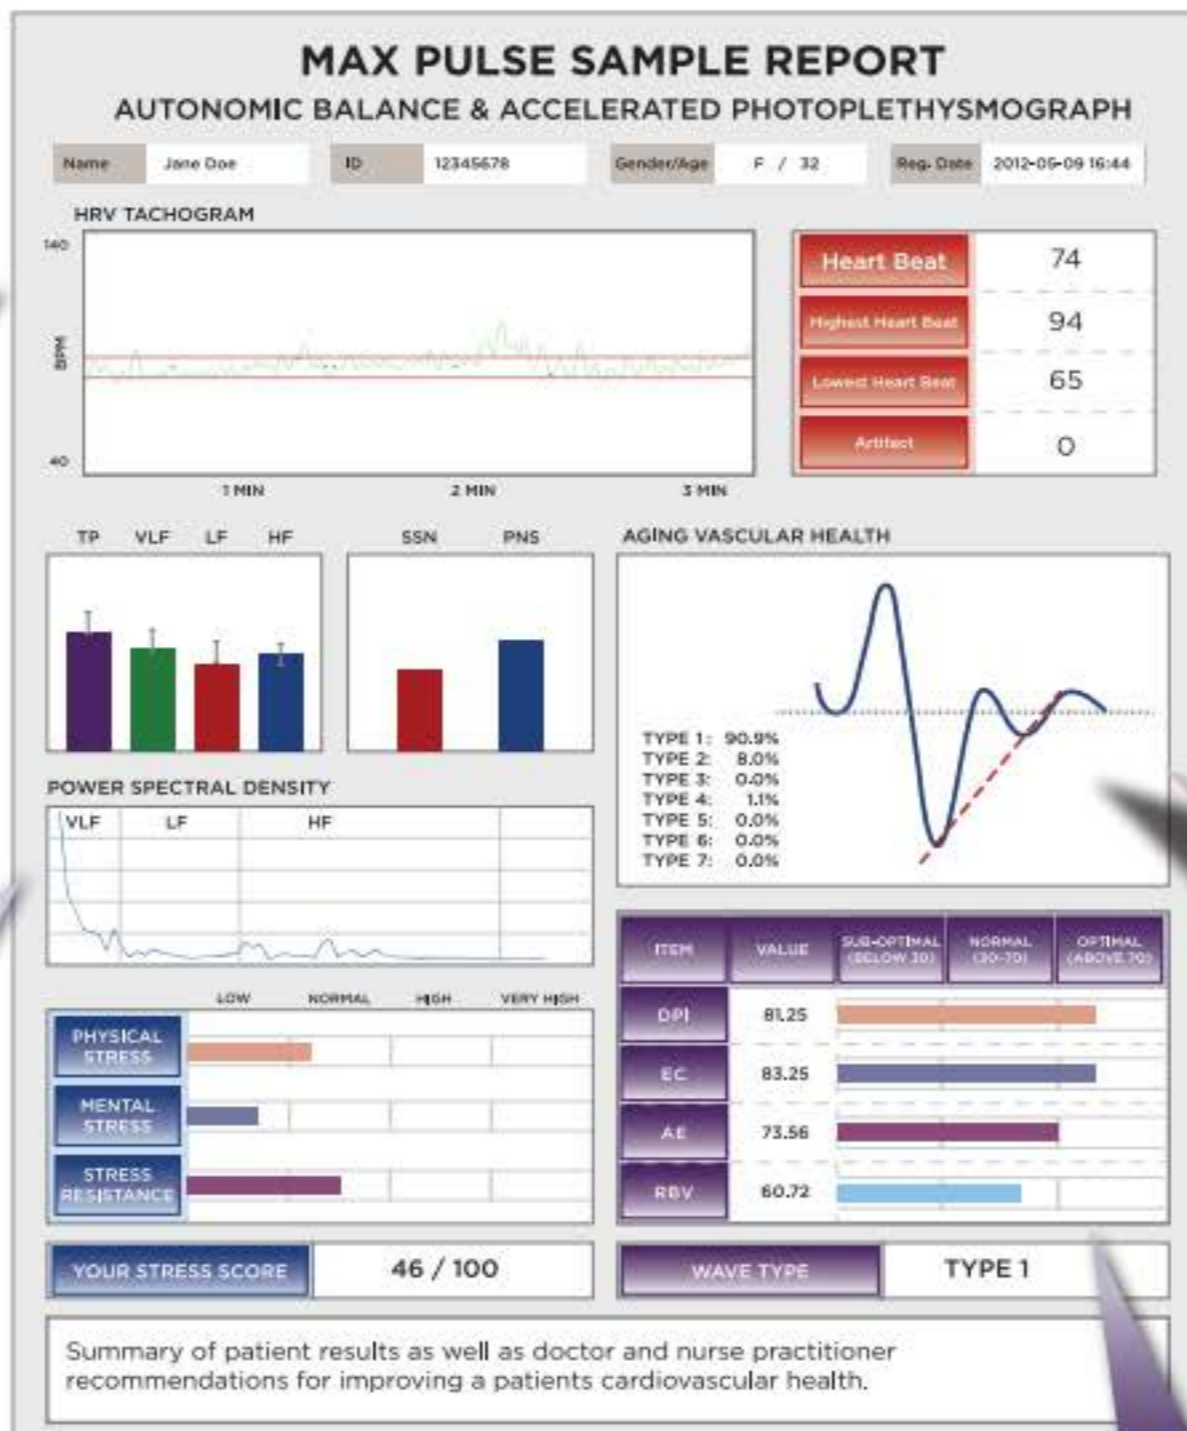 MAX PULSE SAMPLE REPORT
AUTONOMIC BALANCE & ACCELERATED PHOTOPLETHYSMOGRAPH
Name Jane Doe ID 12345678 Gender/Age F / 32 Reg. Date 2012-05-09 16:44
HRV TACHOGRAM
140
BPM
40
1 MIN 2 MIN 3 MIN
Heart Beat 74
Highest Heart Beat 94
Lowest Heart Beat 65
Artifact 0
TP VLF LF HF
SSN PNS
AGING VASCULAR HEALTH
TYPE 1: 90.9%
TYPE 2: 8.0%
TYPE 3: 0.0%
TYPE 4: 1.1%
TYPE 5: 0.0%
TYPE 6: 0.0%
TYPE 7: 0.0%
POWER SPECTRAL DENSITY
VLF LF HF
LOW NORMAL HIGH VERY HIGH
PHYSICAL
STRESS
MENTAL
STRESS
STRESS
RESISTANCE
YOUR STRESS SCORE 46 / 100
ITEM VALUE SUB-OPTIMAL (BELOW 30) NORMAL (30-70) OPTIMAL (ABOVE 70)
DPI 81.25
EC 83.25
AE 73.56
RBV 60.72
WAVE TYPE TYPE 1
Summary of patient results as well as doctor and nurse practitioner
recommendations for improving a patients cardiovascular health.